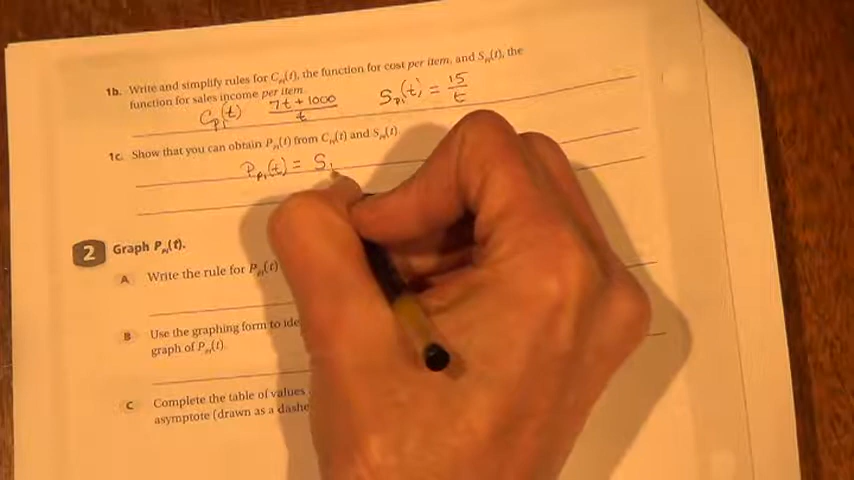 1b. Write and simplify rules for Cpi(t), the function for cost per item, and Spi(t), the
function for sales income per item.
Cpi(t) 7t + 1000 / t Spi(t) = 15 / t
1c. Show that you can obtain Ppi(t) from Cpi(t) and Spi(t)
Ppi(t) = S
2 Graph Ppi(t).
A Write the rule for Ppi(t)
B Use the graphing form to ide
graph of Ppi(t).
C Complete the table of values
asymptote (drawn as a dashe